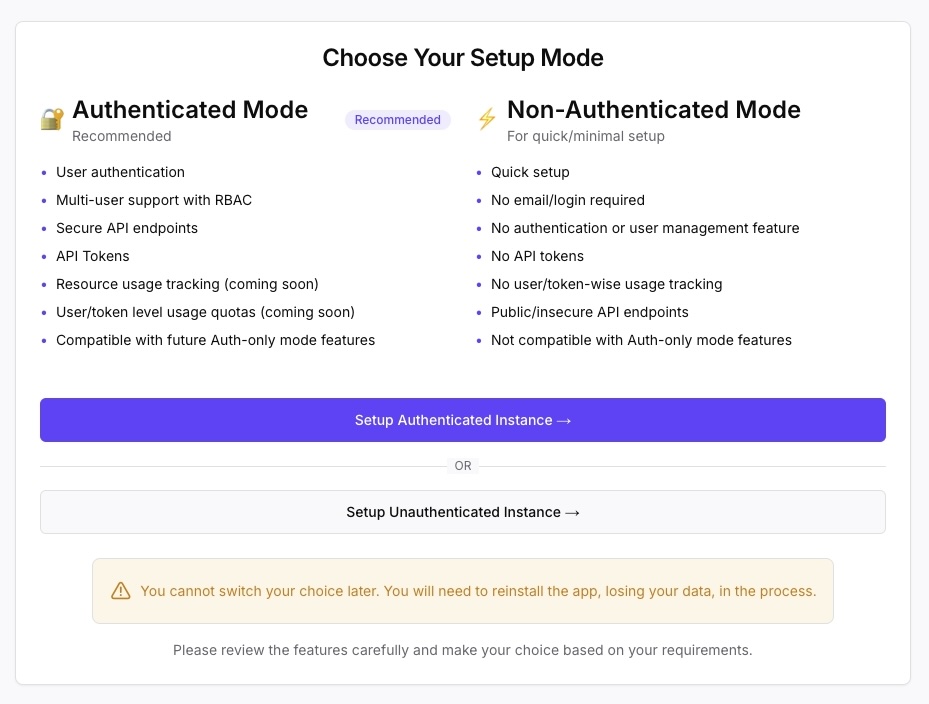 Choose Your Setup Mode
🔐 Authenticated Mode
Recommended
Recommended
• User authentication
• Multi-user support with RBAC
• Secure API endpoints
• API Tokens
• Resource usage tracking (coming soon)
• User/token level usage quotas (coming soon)
• Compatible with future Auth-only mode features
⚡ Non-Authenticated Mode
For quick/minimal setup
• Quick setup
• No email/login required
• No authentication or user management feature
• No API tokens
• No user/token-wise usage tracking
• Public/insecure API endpoints
• Not compatible with Auth-only mode features
Setup Authenticated Instance →
OR
Setup Unauthenticated Instance →
You cannot switch your choice later. You will need to reinstall the app, losing your data, in the process.
Please review the features carefully and make your choice based on your requirements.